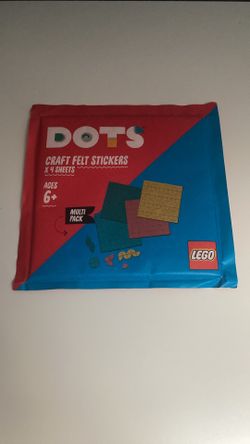 DOTS
CRAFT FELT STICKERS
x 4 SHEETS
AGES
6+
MULTI
PACK
LEGO